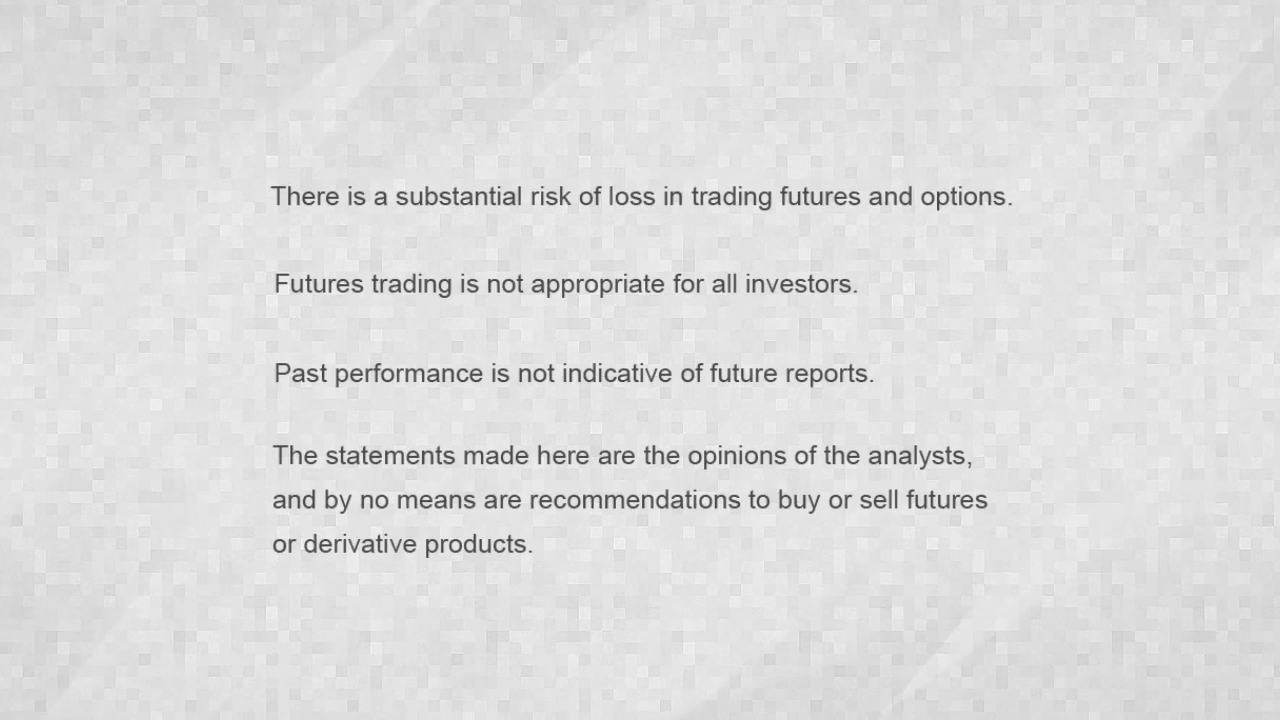 There is a substantial risk of loss in trading futures and options.
Futures trading is not appropriate for all investors.
Past performance is not indicative of future reports.
The statements made here are the opinions of the analysts,
and by no means are recommendations to buy or sell futures
or derivative products.